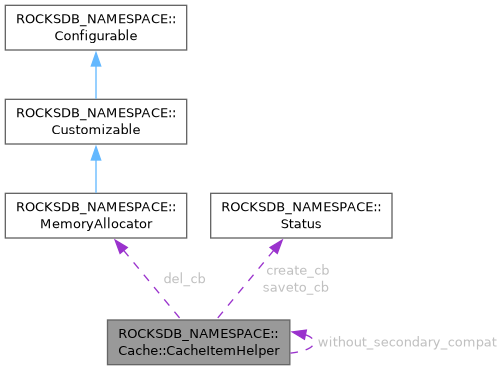 ROCKSDB_NAMESPACE::
Configurable
ROCKSDB_NAMESPACE::
Customizable
ROCKSDB_NAMESPACE::
MemoryAllocator
ROCKSDB_NAMESPACE::
Status
del_cb
create_cb
saveto_cb
ROCKSDB_NAMESPACE::
Cache::CacheItemHelper
without_secondary_compat